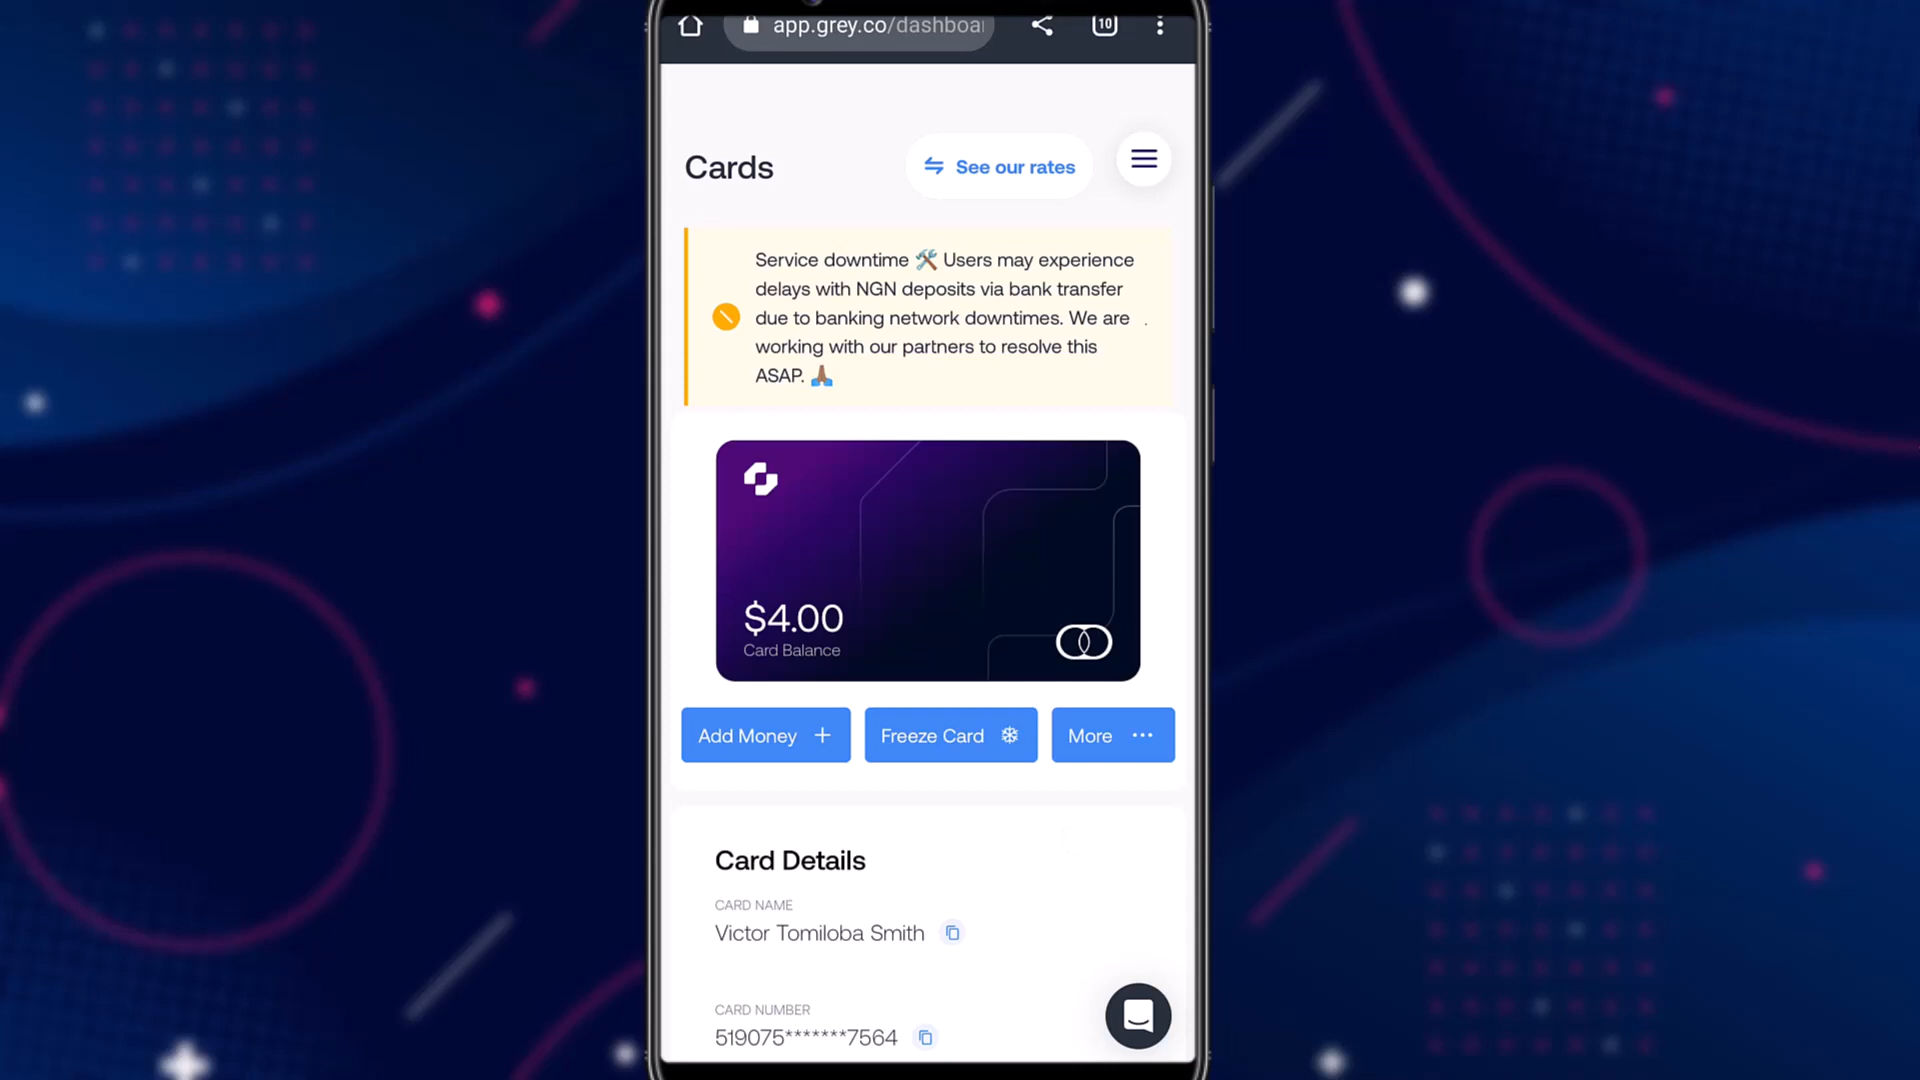 app.grey.co/dashboar
10
Cards
See our rates
Service downtime 🛠️ Users may experience
delays with NGN deposits via bank transfer
due to banking network downtimes. We are
working with our partners to resolve this
ASAP. 🙏🏾
$4.00
Card Balance
Add Money
Freeze Card
More
Card Details
CARD NAME
Victor Tomiloba Smith
CARD NUMBER
519075*******7564